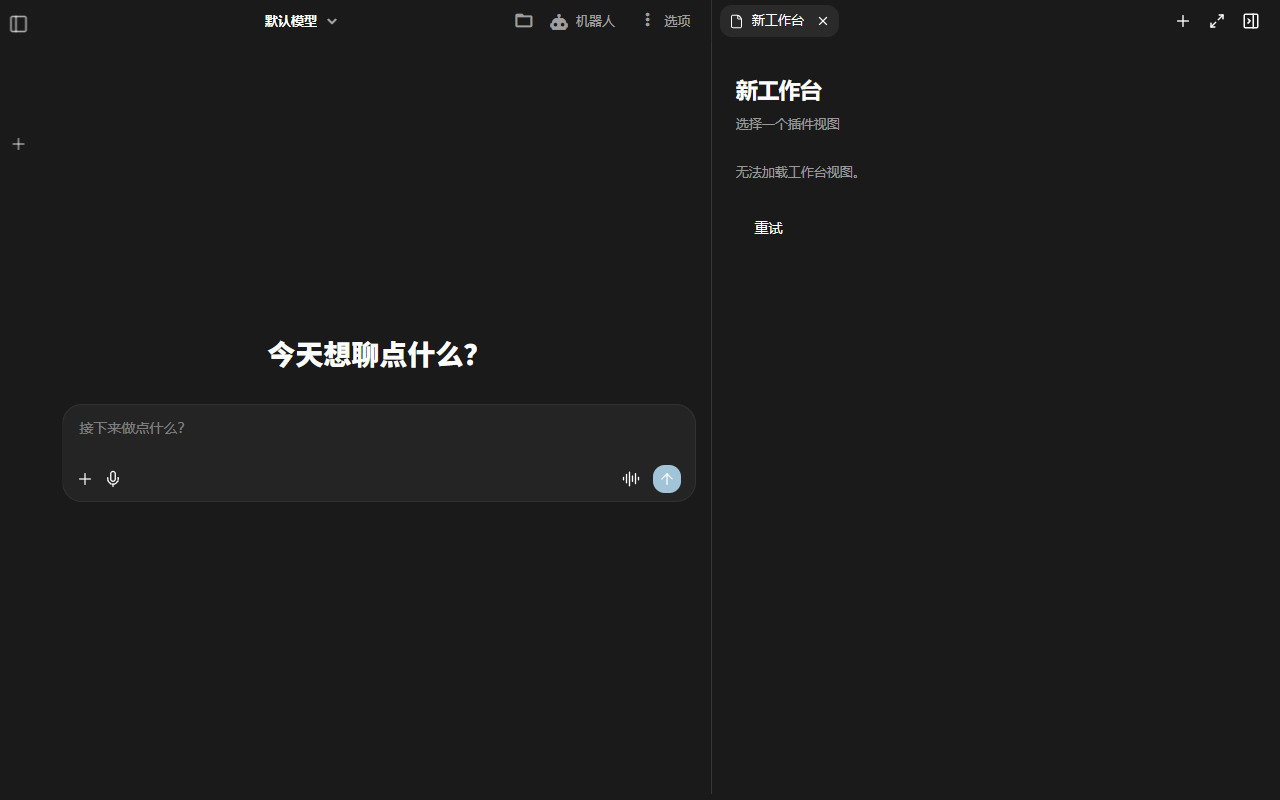 默认模型
机器人
选项
今天想聊点什么？
接下来做点什么？
新工作台
新工作台
选择一个插件视图
无法加载工作台视图。
重试